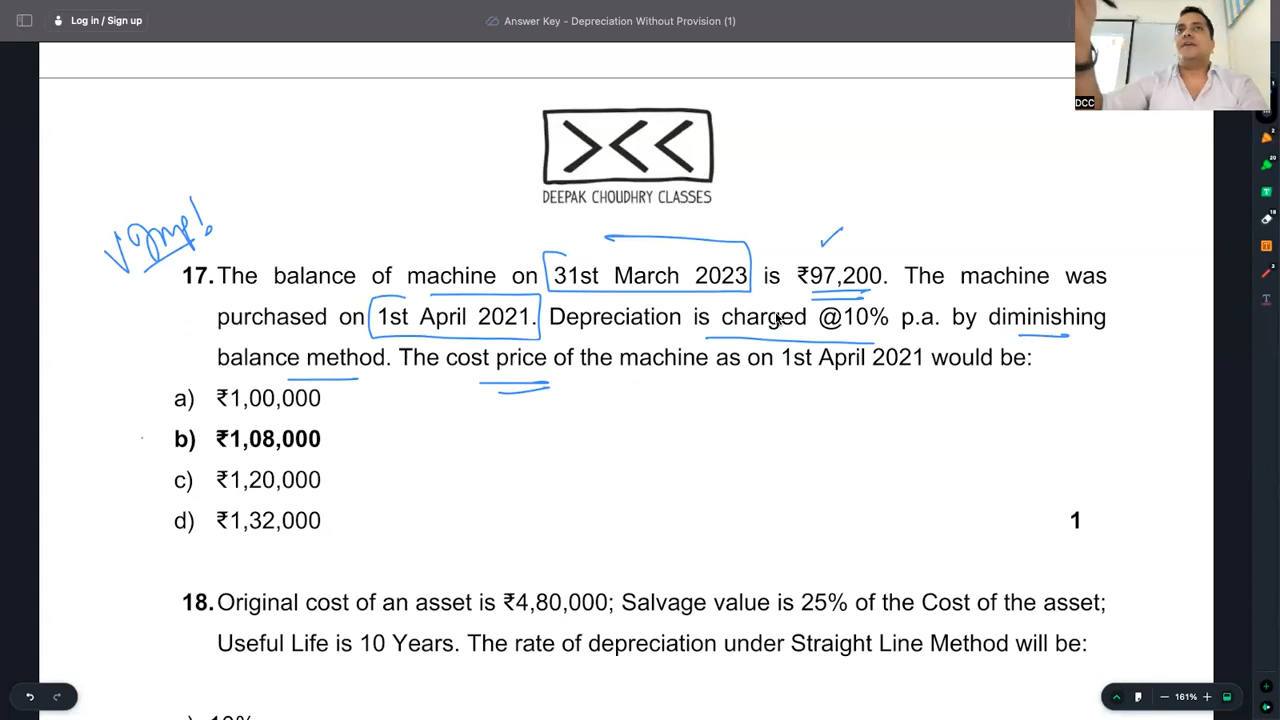 Log in / Sign up
Answer Key - Depreciation Without Provision (1)
DCC
DEEPAK CHOUDHRY CLASSES
V Imp!
17. The balance of machine on 31st March 2023 is ₹97,200. The machine was
purchased on 1st April 2021. Depreciation is charged @10% p.a. by diminishing
balance method. The cost price of the machine as on 1st April 2021 would be:
a) ₹1,00,000
b) ₹1,08,000
c) ₹1,20,000
d) ₹1,32,000
1
18. Original cost of an asset is ₹4,80,000; Salvage value is 25% of the Cost of the asset;
Useful Life is 10 Years. The rate of depreciation under Straight Line Method will be:
161%